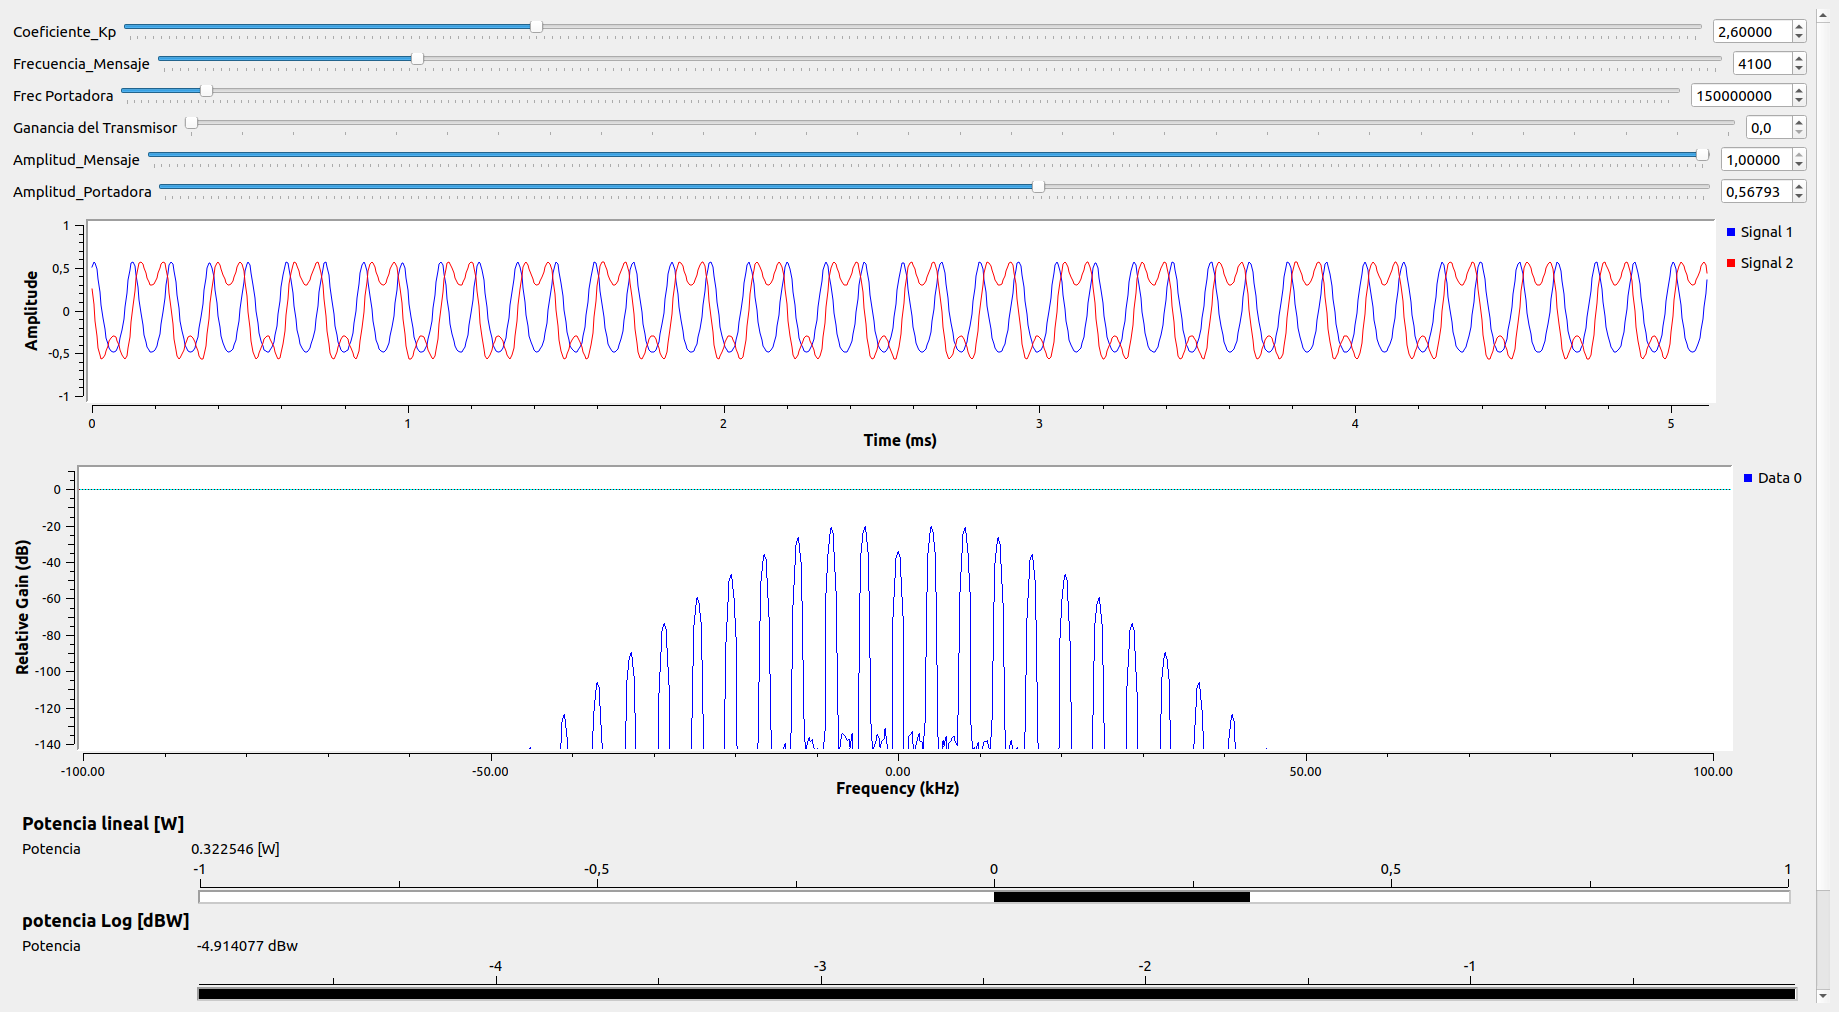 Coeficiente_Kp 2,60000
Frecuencia_Mensaje 4100
Frec Portadora 150000000
Ganancia del Transmisor 0,0
Amplitud_Mensaje 1,00000
Amplitud_Portadora 0,56793
Signal 1
Signal 2
Amplitude
1
0,5
0
-0,5
-1
0 1 2 3 4 5
Time (ms)
Data 0
Relative Gain (dB)
0
-20
-40
-60
-80
-100
-120
-140
-100.00 -50.00 0.00 50.00 100.00
Frequency (kHz)
Potencia lineal [W]
Potencia 0.322546 [W]
-1 -0,5 0 0,5 1
potencia Log [dBW]
Potencia -4.914077 dBw
-4 -3 -2 -1